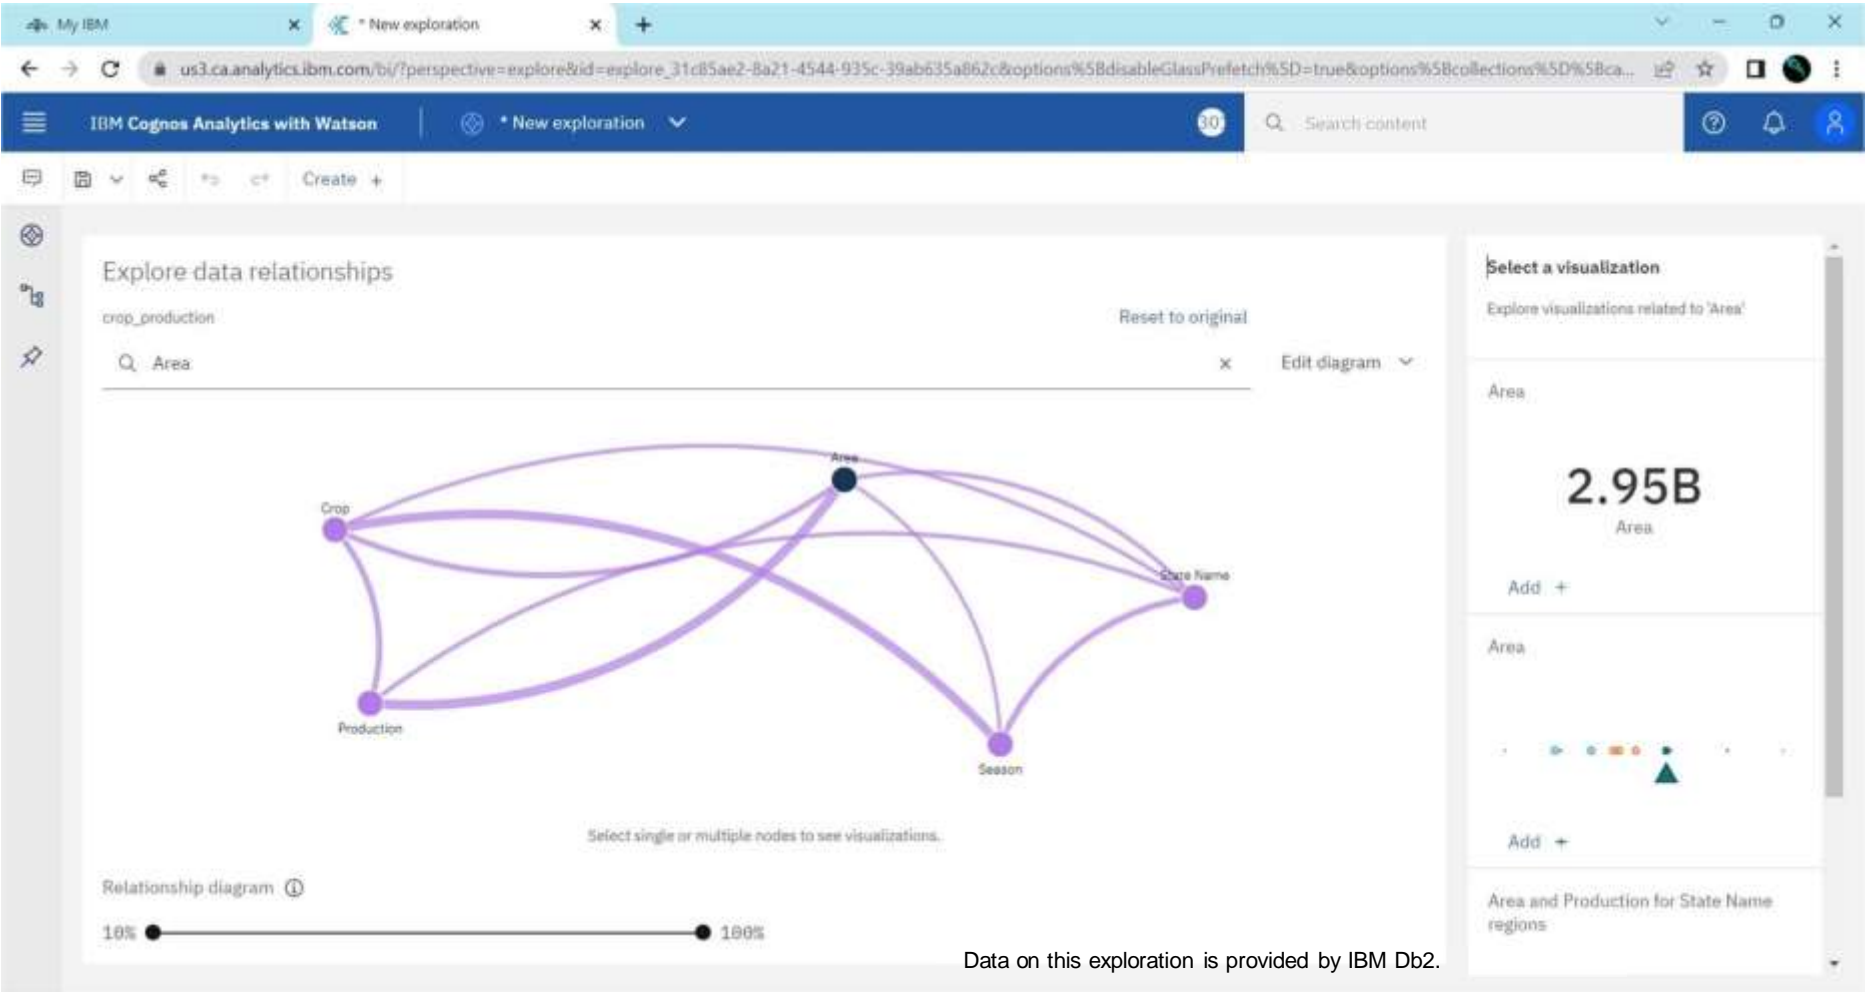 My IBM
* New exploration
us3.ca.analytics.ibm.com/bi/?perspective=explore&id=explore_31c85ae2-8a21-4544-935c-39ab635a862c&options%5BdisableGlassPrefetch%5D=true&options%5Bcollections%5D%5Bca...
IBM Cognos Analytics with Watson
* New exploration
30
Search content
Create +
Explore data relationships
crop_production
Reset to original
Area
Edit diagram
Area
Crop
State Name
Production
Season
Select single or multiple nodes to see visualizations.
Relationship diagram
10%
100%
Data on this exploration is provided by IBM Db2.
Select a visualization
Explore visualizations related to 'Area'
Area
2.95B
Area
Add +
Area
Add +
Area and Production for State Name
regions